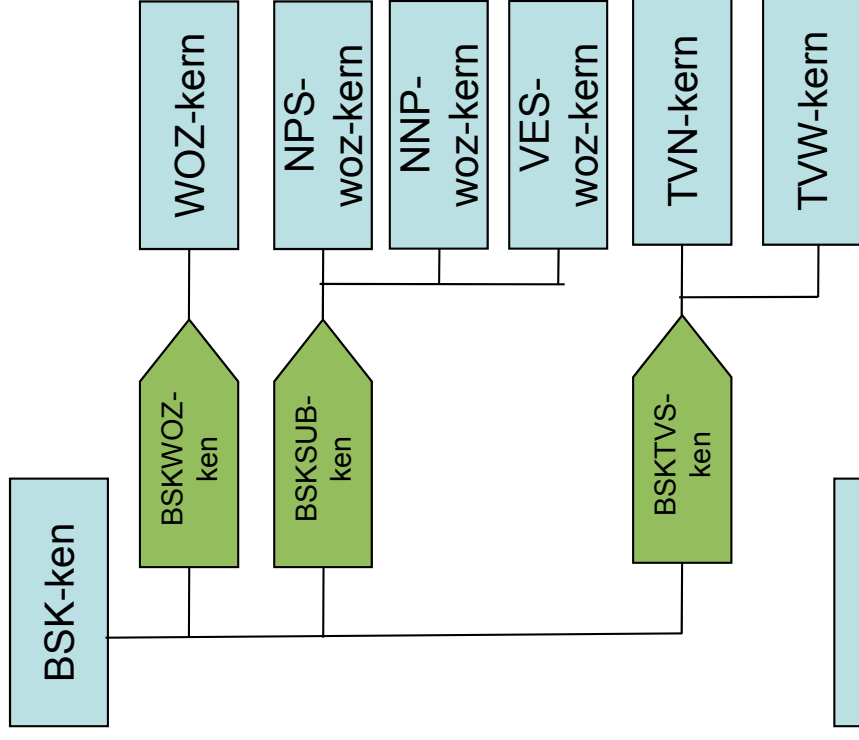 BSK-ken
BSKWOZ-
ken
WOZ-kern
BSKSUB-
ken
NPS-
woz-kern
NNP-
woz-kern
VES-
woz-kern
BSKTVS-
ken
TVN-kern
TVW-kern